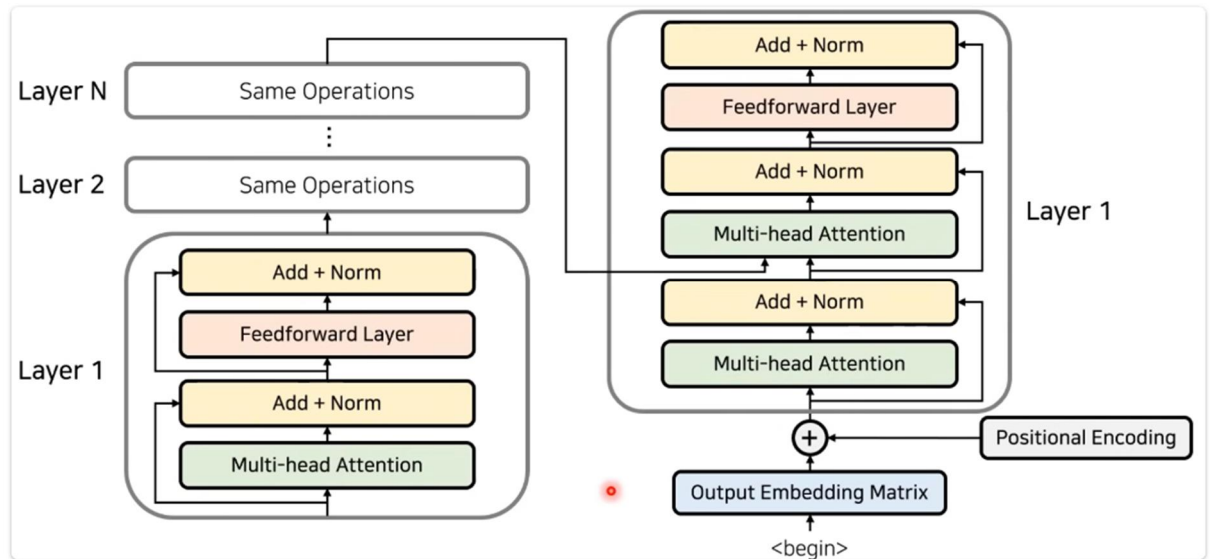 Layer N
Same Operations
Layer 2
Same Operations
Layer 1
Add + Norm
Feedforward Layer
Add + Norm
Multi-head Attention
Add + Norm
Feedforward Layer
Add + Norm
Multi-head Attention
Add + Norm
Multi-head Attention
Layer 1
+
Positional Encoding
Output Embedding Matrix
<begin>